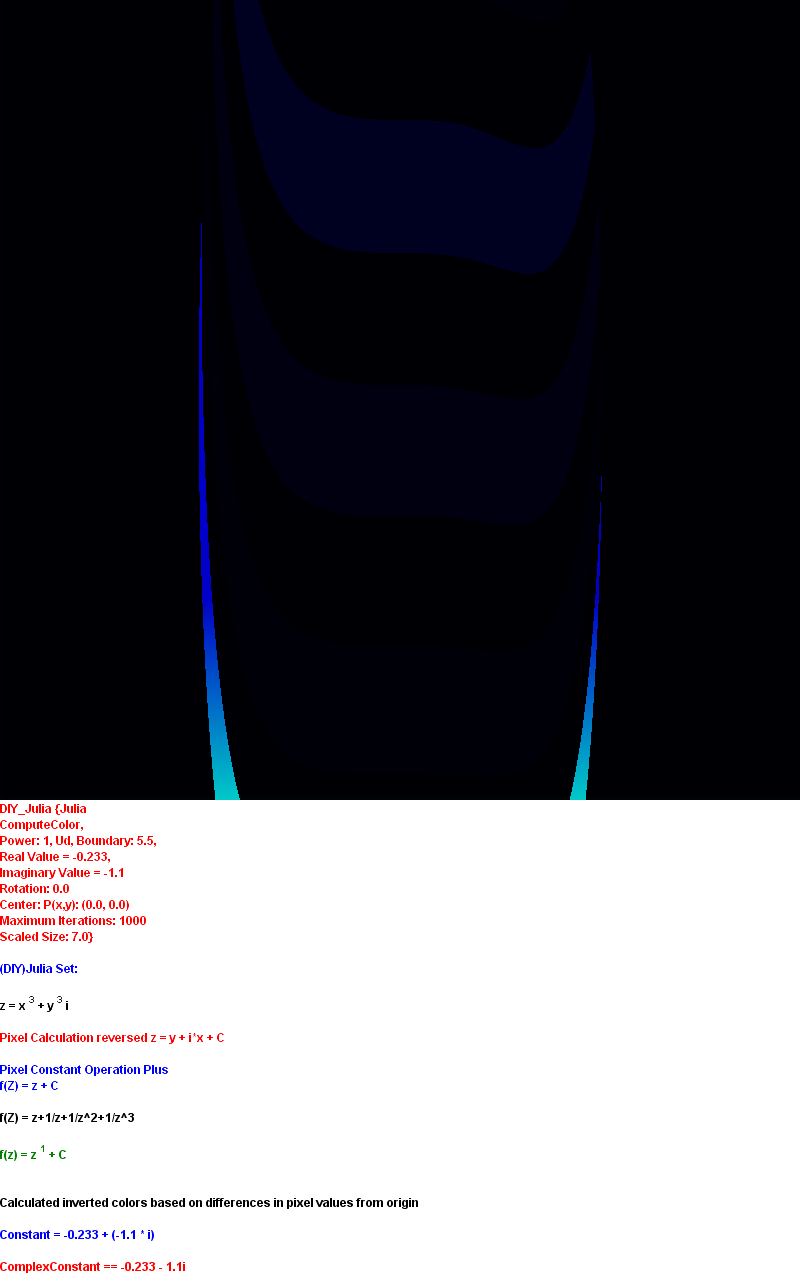 DIY_Julia {Julia
ComputeColor,
Power: 1, Ud, Boundary: 5.5,
Real Value = -0.233,
Imaginary Value = -1.1
Rotation: 0.0
Center: P(x,y): (0.0, 0.0)
Maximum Iterations: 1000
Scaled Size: 7.0}
(DIY)Julia Set:
z = x 3 + y 3 i
Pixel Calculation reversed z = y + i*x + C
Pixel Constant Operation Plus
f(Z) = z + C
f(Z) = z+1/z+1/z^2+1/z^3
f(z) = z 1 + C
Calculated inverted colors based on differences in pixel values from origin
Constant = -0.233 + (-1.1 * i)
ComplexConstant == -0.233 - 1.1i